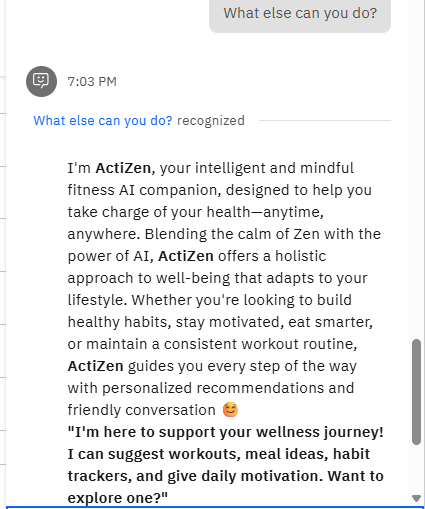 What else can you do?
7:03 PM
What else can you do? recognized
I'm ActiZen, your intelligent and mindful
fitness AI companion, designed to help you
take charge of your health—anytime,
anywhere. Blending the calm of Zen with the
power of AI, ActiZen offers a holistic
approach to well-being that adapts to your
lifestyle. Whether you're looking to build
healthy habits, stay motivated, eat smarter,
or maintain a consistent workout routine,
ActiZen guides you every step of the way
with personalized recommendations and
friendly conversation 😊
"I'm here to support your wellness journey!
I can suggest workouts, meal ideas, habit
trackers, and give daily motivation. Want to
explore one?"